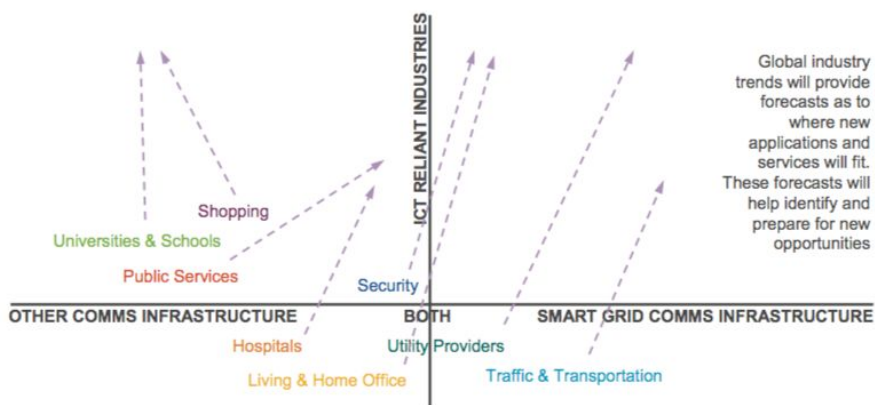 ICT RELIANT INDUSTRIES
Global industry
trends will provide
forecasts as to
where new
applications and
services will fit.
These forecasts will
help identify and
prepare for new
opportunities
Shopping
Universities & Schools
Public Services
Security
OTHER COMMS INFRASTRUCTURE
BOTH
SMART GRID COMMS INFRASTRUCTURE
Hospitals
Utility Providers
Living & Home Office
Traffic & Transportation